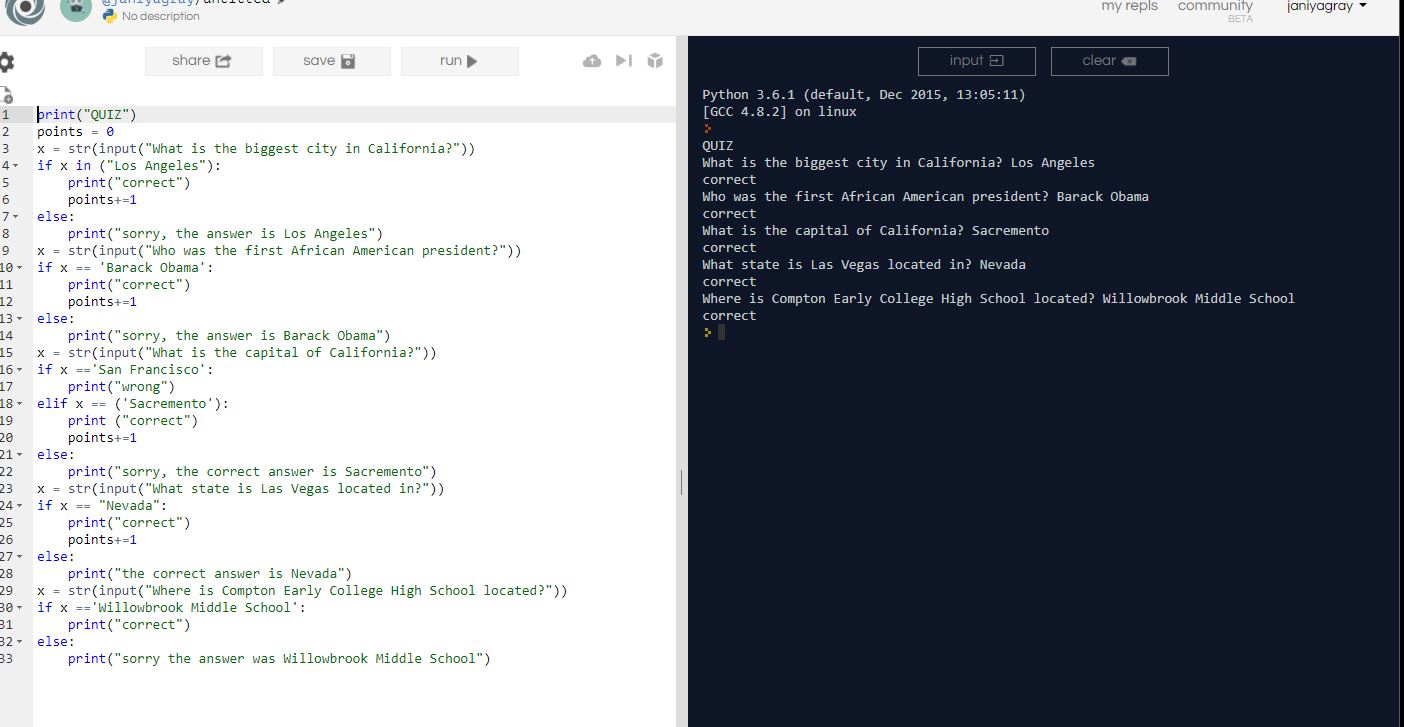 @janiyagray/untitled
No description
my repls community janiyagray
BETA
share save run
input clear
1 print("QUIZ")
2 points = 0
3 x = str(input("What is the biggest city in California?"))
4 if x in ("Los Angeles"):
5 print("correct")
6 points+=1
7 else:
8 print("sorry, the answer is Los Angeles")
9 x = str(input("Who was the first African American president?"))
10 if x == 'Barack Obama':
11 print("correct")
12 points+=1
13 else:
14 print("sorry, the answer is Barack Obama")
15 x = str(input("What is the capital of California?"))
16 if x =='San Francisco':
17 print("wrong")
18 elif x == ('Sacremento'):
19 print ("correct")
20 points+=1
21 else:
22 print("sorry, the correct answer is Sacremento")
23 x = str(input("What state is Las Vegas located in?"))
24 if x == "Nevada":
25 print("correct")
26 points+=1
27 else:
28 print("the correct answer is Nevada")
29 x = str(input("Where is Compton Early College High School located?"))
30 if x =='Willowbrook Middle School':
31 print("correct")
32 else:
33 print("sorry the answer was Willowbrook Middle School")
Python 3.6.1 (default, Dec 2015, 13:05:11)
[GCC 4.8.2] on linux
QUIZ
What is the biggest city in California? Los Angeles
correct
Who was the first African American president? Barack Obama
correct
What is the capital of California? Sacremento
correct
What state is Las Vegas located in? Nevada
correct
Where is Compton Early College High School located? Willowbrook Middle School
correct